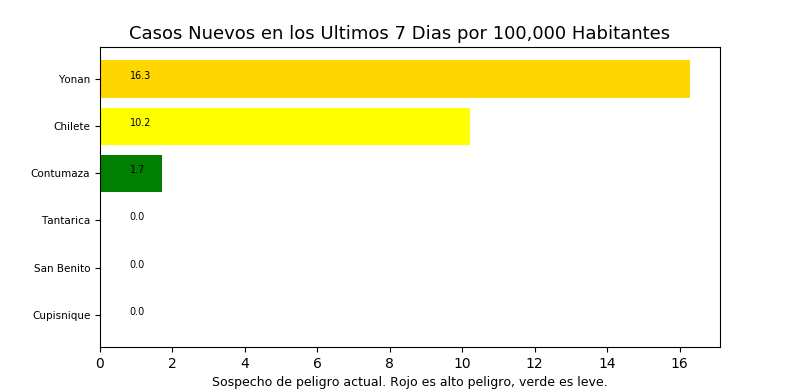 Casos Nuevos en los Ultimos 7 Dias por 100,000 Habitantes
Yonan 16.3
Chilete 10.2
Contumaza 1.7
Tantarica 0.0
San Benito 0.0
Cupisnique 0.0
0 2 4 6 8 10 12 14 16
Sospecho de peligro actual. Rojo es alto peligro, verde es leve.